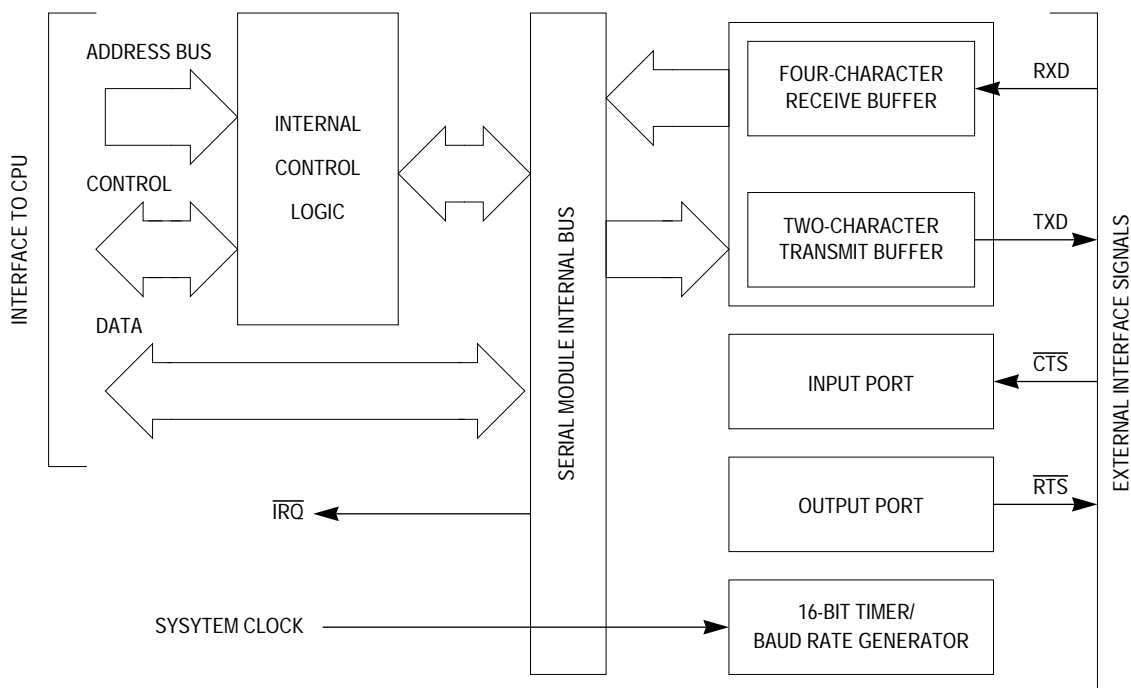 INTERFACE TO CPU
ADDRESS BUS
CONTROL
DATA
INTERNAL
CONTROL
LOGIC
SERIAL MODULE INTERNAL BUS
IRQ
SYSYTEM CLOCK
FOUR-CHARACTER
RECEIVE BUFFER
TWO-CHARACTER
TRANSMIT BUFFER
INPUT PORT
OUTPUT PORT
16-BIT TIMER/
BAUD RATE GENERATOR
RXD
TXD
CTS
RTS
EXTERNAL INTERFACE SIGNALS